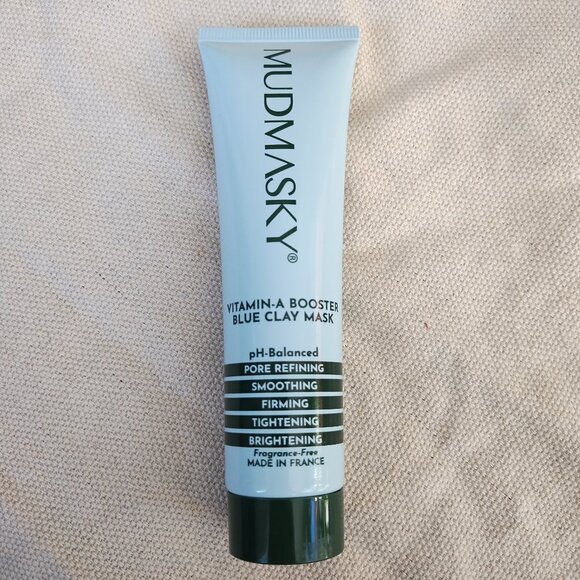 MUDMASKY®
VITAMIN-A BOOSTER
BLUE CLAY MASK
pH-Balanced
PORE REFINING
SMOOTHING
FIRMING
TIGHTENING
BRIGHTENING
Fragrance-Free
MADE IN FRANCE